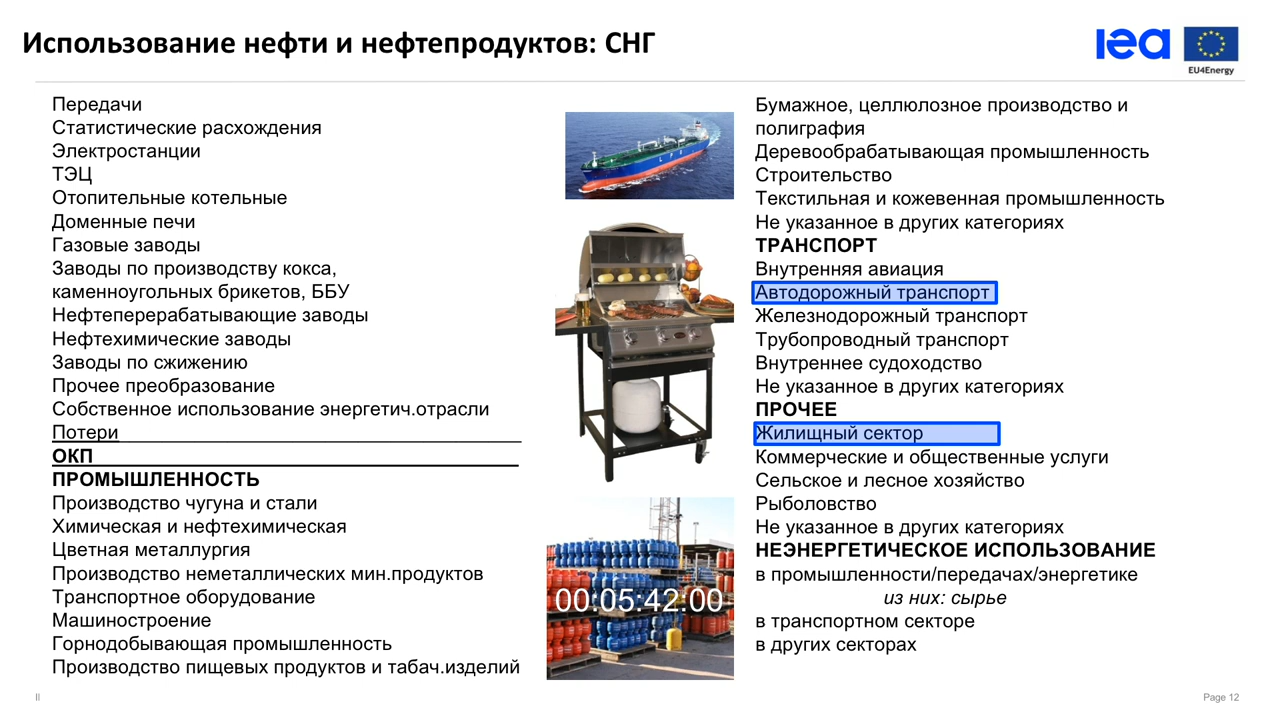 Использование нефти и нефтепродуктов: СНГ
iea
EU4Energy
Передачи
Статистические расхождения
Электростанции
ТЭЦ
Отопительные котельные
Доменные печи
Газовые заводы
Заводы по производству кокса,
каменноугольных брикетов, ББУ
Нефтеперерабатывающие заводы
Нефтехимические заводы
Заводы по сжижению
Прочее преобразование
Собственное использование энергетич.отрасли
Потери
ОКП
ПРОМЫШЛЕННОСТЬ
Производство чугуна и стали
Химическая и нефтехимическая
Цветная металлургия
Производство неметаллических мин.продуктов
Транспортное оборудование
Машиностроение
Горнодобывающая промышленность
Производство пищевых продуктов и табач.изделий
L P G
00:05:42:00
Бумажное, целлюлозное производство и
полиграфия
Деревообрабатывающая промышленность
Строительство
Текстильная и кожевенная промышленность
Не указанное в других категориях
ТРАНСПОРТ
Внутренняя авиация
Автодорожный транспорт
Железнодорожный транспорт
Трубопроводный транспорт
Внутреннее судоходство
Не указанное в других категориях
ПРОЧЕЕ
Жилищный сектор
Коммерческие и общественные услуги
Сельское и лесное хозяйство
Рыболовство
Не указанное в других категориях
НЕЭНЕРГЕТИЧЕСКОЕ ИСПОЛЬЗОВАНИЕ
в промышленности/передачах/энергетике
из них: сырье
в транспортном секторе
в других секторах
II
Page 12